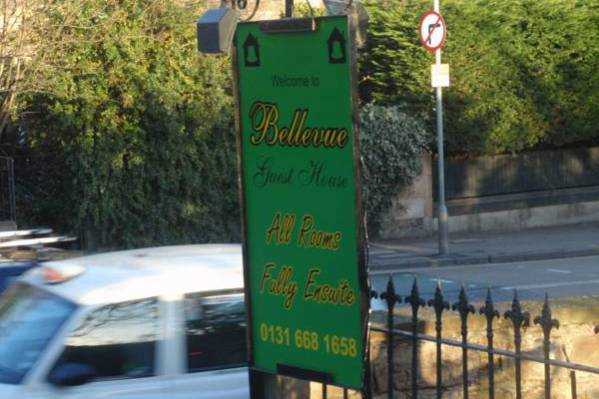 Welcome to
Bellevue
Guest House
All Rooms
Fully Ensuite
0131 668 1658